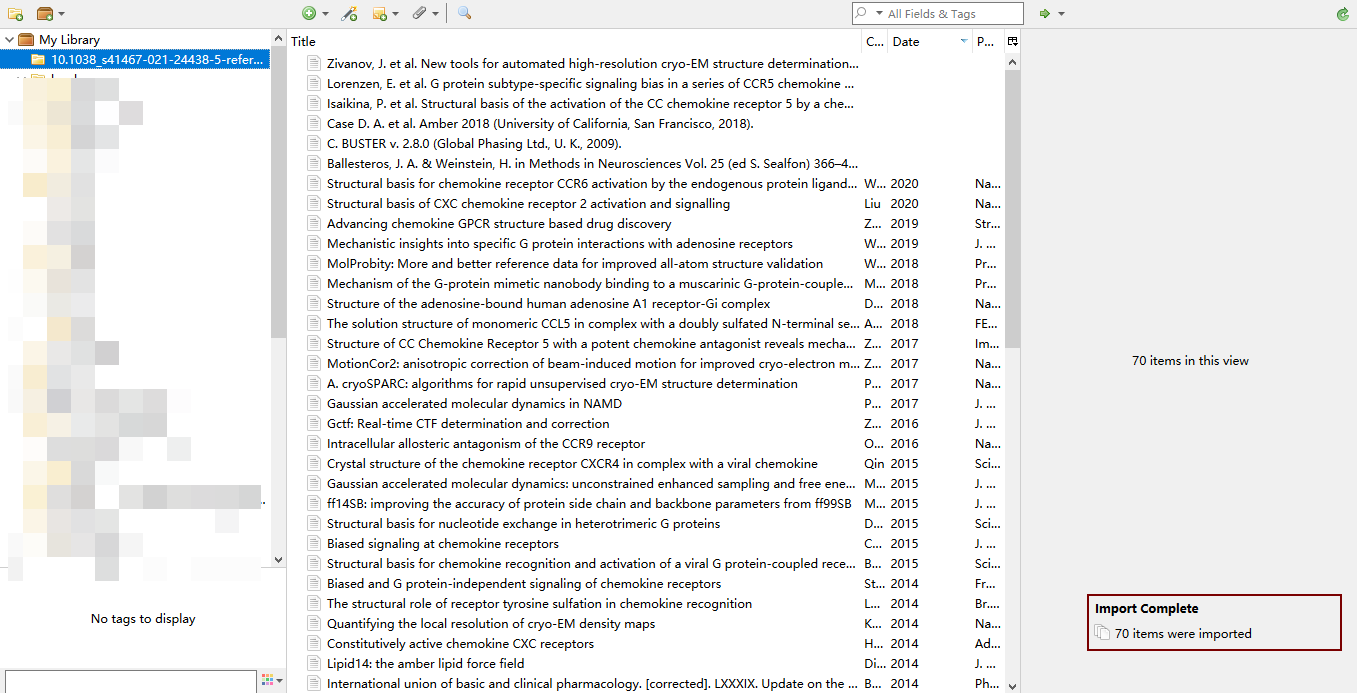 All Fields & Tags
My Library
10.1038_s41467-021-24438-5-refer...
No tags to display
Title C... Date P...
Zivanov, J. et al. New tools for automated high-resolution cryo-EM structure determination...
Lorenzen, E. et al. G protein subtype-specific signaling bias in a series of CCR5 chemokine ...
Isaikina, P. et al. Structural basis of the activation of the CC chemokine receptor 5 by a che...
Case D. A. et al. Amber 2018 (University of California, San Francisco, 2018).
C. BUSTER v. 2.8.0 (Global Phasing Ltd., U. K., 2009).
Ballesteros, J. A. & Weinstein, H. in Methods in Neurosciences Vol. 25 (ed S. Sealfon) 366–4...
Structural basis for chemokine receptor CCR6 activation by the endogenous protein ligand... W... 2020 Na...
Structural basis of CXC chemokine receptor 2 activation and signalling Liu 2020 Na...
Advancing chemokine GPCR structure based drug discovery Z... 2019 Str...
Mechanistic insights into specific G protein interactions with adenosine receptors W... 2019 J. ...
MolProbity: More and better reference data for improved all-atom structure validation W... 2018 Pr...
Mechanism of the G-protein mimetic nanobody binding to a muscarinic G-protein-couple... M... 2018 Pr...
Structure of the adenosine-bound human adenosine A1 receptor-Gi complex D... 2018 Na...
The solution structure of monomeric CCL5 in complex with a doubly sulfated N-terminal se... A... 2018 FE...
Structure of CC Chemokine Receptor 5 with a potent chemokine antagonist reveals mecha... Z... 2017 Im...
MotionCor2: anisotropic correction of beam-induced motion for improved cryo-electron m... Z... 2017 Na...
A. cryoSPARC: algorithms for rapid unsupervised cryo-EM structure determination P... 2017 Na...
Gaussian accelerated molecular dynamics in NAMD P... 2017 J. ...
Gctf: Real-time CTF determination and correction Z... 2016 J. ...
Intracellular allosteric antagonism of the CCR9 receptor O... 2016 Na...
Crystal structure of the chemokine receptor CXCR4 in complex with a viral chemokine Qin 2015 Sci...
Gaussian accelerated molecular dynamics: unconstrained enhanced sampling and free ene... M... 2015 J. ...
ff14SB: improving the accuracy of protein side chain and backbone parameters from ff99SB M... 2015 J. ...
Structural basis for nucleotide exchange in heterotrimeric G proteins D... 2015 Sci...
Biased signaling at chemokine receptors C... 2015 J. ...
Structural basis for chemokine recognition and activation of a viral G protein-coupled rece... B... 2015 Sci...
Biased and G protein-independent signaling of chemokine receptors St... 2014 Fr...
The structural role of receptor tyrosine sulfation in chemokine recognition L... 2014 Br....
Quantifying the local resolution of cryo-EM density maps K... 2014 Na...
Constitutively active chemokine CXC receptors H... 2014 Ad...
Lipid14: the amber lipid force field Di... 2014 J. ...
International union of basic and clinical pharmacology. [corrected]. LXXXIX. Update on the ... B... 2014 Ph...
70 items in this view
Import Complete
70 items were imported